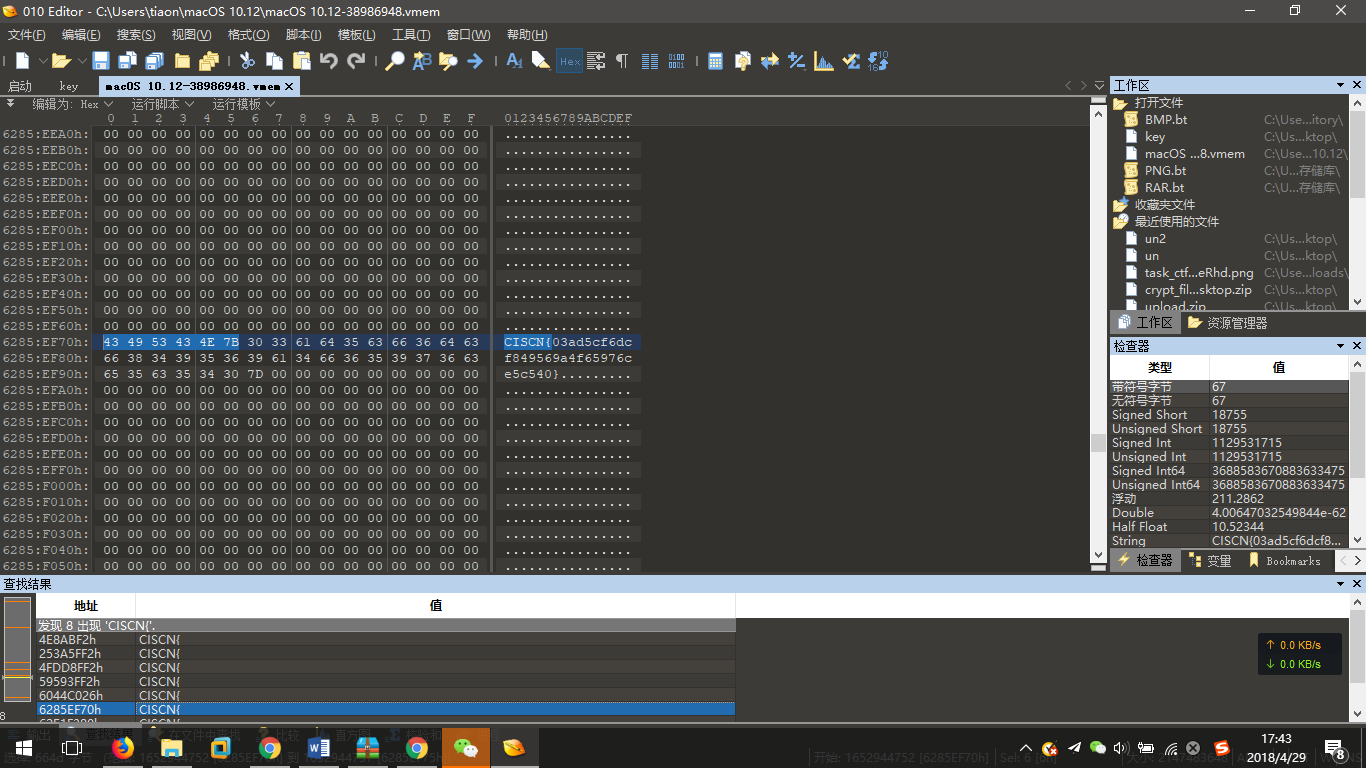 010 Editor - C:\Users\tiaon\macOS 10.12\macOS 10.12-38986948.vmem
文件(F) 编辑(E) 搜索(S) 视图(V) 格式(O) 脚本(I) 模板(L) 工具(T) 窗口(W) 帮助(H)
启动 key macOS 10.12-38986948.vmem
编辑为: Hex 运行脚本 运行模板
0 1 2 3 4 5 6 7 8 9 A B C D E F 0123456789ABCDEF
6285:EEA0h: 00 00 00 00 00 00 00 00 00 00 00 00 00 00 00 00 ................
6285:EEB0h: 00 00 00 00 00 00 00 00 00 00 00 00 00 00 00 00 ................
6285:EEC0h: 00 00 00 00 00 00 00 00 00 00 00 00 00 00 00 00 ................
6285:EED0h: 00 00 00 00 00 00 00 00 00 00 00 00 00 00 00 00 ................
6285:EEE0h: 00 00 00 00 00 00 00 00 00 00 00 00 00 00 00 00 ................
6285:EEF0h: 00 00 00 00 00 00 00 00 00 00 00 00 00 00 00 00 ................
6285:EF00h: 00 00 00 00 00 00 00 00 00 00 00 00 00 00 00 00 ................
6285:EF10h: 00 00 00 00 00 00 00 00 00 00 00 00 00 00 00 00 ................
6285:EF20h: 00 00 00 00 00 00 00 00 00 00 00 00 00 00 00 00 ................
6285:EF30h: 00 00 00 00 00 00 00 00 00 00 00 00 00 00 00 00 ................
6285:EF40h: 00 00 00 00 00 00 00 00 00 00 00 00 00 00 00 00 ................
6285:EF50h: 00 00 00 00 00 00 00 00 00 00 00 00 00 00 00 00 ................
6285:EF60h: 00 00 00 00 00 00 00 00 00 00 00 00 00 00 00 00 ................
6285:EF70h: 43 49 53 43 4E 7B 30 33 61 64 35 63 66 36 64 63 CISCN{03ad5cf6dc
6285:EF80h: 66 38 34 39 35 36 39 61 34 66 36 35 39 37 36 63 f849569a4f65976c
6285:EF90h: 65 35 63 35 34 30 7D 00 00 00 00 00 00 00 00 00 e5c540}.........
6285:EFA0h: 00 00 00 00 00 00 00 00 00 00 00 00 00 00 00 00 ................
6285:EFB0h: 00 00 00 00 00 00 00 00 00 00 00 00 00 00 00 00 ................
6285:EFC0h: 00 00 00 00 00 00 00 00 00 00 00 00 00 00 00 00 ................
6285:EFD0h: 00 00 00 00 00 00 00 00 00 00 00 00 00 00 00 00 ................
6285:EFE0h: 00 00 00 00 00 00 00 00 00 00 00 00 00 00 00 00 ................
6285:EFF0h: 00 00 00 00 00 00 00 00 00 00 00 00 00 00 00 00 ................
6285:F000h: 00 00 00 00 00 00 00 00 00 00 00 00 00 00 00 00 ................
6285:F010h: 00 00 00 00 00 00 00 00 00 00 00 00 00 00 00 00 ................
6285:F020h: 00 00 00 00 00 00 00 00 00 00 00 00 00 00 00 00 ................
6285:F030h: 00 00 00 00 00 00 00 00 00 00 00 00 00 00 00 00 ................
6285:F040h: 00 00 00 00 00 00 00 00 00 00 00 00 00 00 00 00 ................
6285:F050h: 00 00 00 00 00 00 00 00 00 00 00 00 00 00 00 00 ................
工作区
打开文件
BMP.bt C:\Use...itory\
key C:\Us...ktop\
macOS ...8.vmem C:\Use...10.12\
PNG.bt C:\U...存储库\
RAR.bt C:\U...存储库\
收藏夹文件
最近使用的文件
un2 C:\Us...ktop\
un C:\Us...ktop\
task_ctf...eRhd.png C:\Use...loads\
crypt_fil...sktop.zip C:\Us...ktop\
upload.zip C:\Us...ktop\
工作区 资源管理器
检查器
类型 值
带符号字节 67
无符号字节 67
Signed Short 18755
Unsigned Short 18755
Signed Int 1129531715
Unsigned Int 1129531715
Signed Int64 3688583670883633475
Unsigned Int64 3688583670883633475
浮动 211.2862
Double 4.00647032549844e-62
Half Float 10.52344
String CISCN{03ad5cf6dcf8...
检查器 变量 Bookmarks
查找结果
地址 值
发现 8 出现 'CISCN{'.
4E8ABF2h CISCN{
253A5FF2h CISCN{
4FDD8FF2h CISCN{
59593FF2h CISCN{
6044C026h CISCN{
6285EF70h CISCN{
8
↑ 0.0 KB/s
↓ 0.0 KB/s
输出 查找结果 在文件中查找 比较 直方图
开始: 1652944752 [6285EF70h] Sel: 6 [6h]
17:43
2018/4/29
8